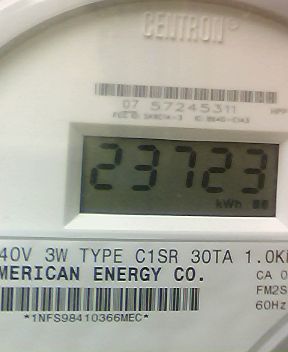 CENTRON®
07 57245311
23723
kWh 88
40V 3W TYPE C1SR 30TA 1.0K
MERICAN ENERGY CO.
CA 0
FM2S
60Hz
*1NFS98410366MEC*